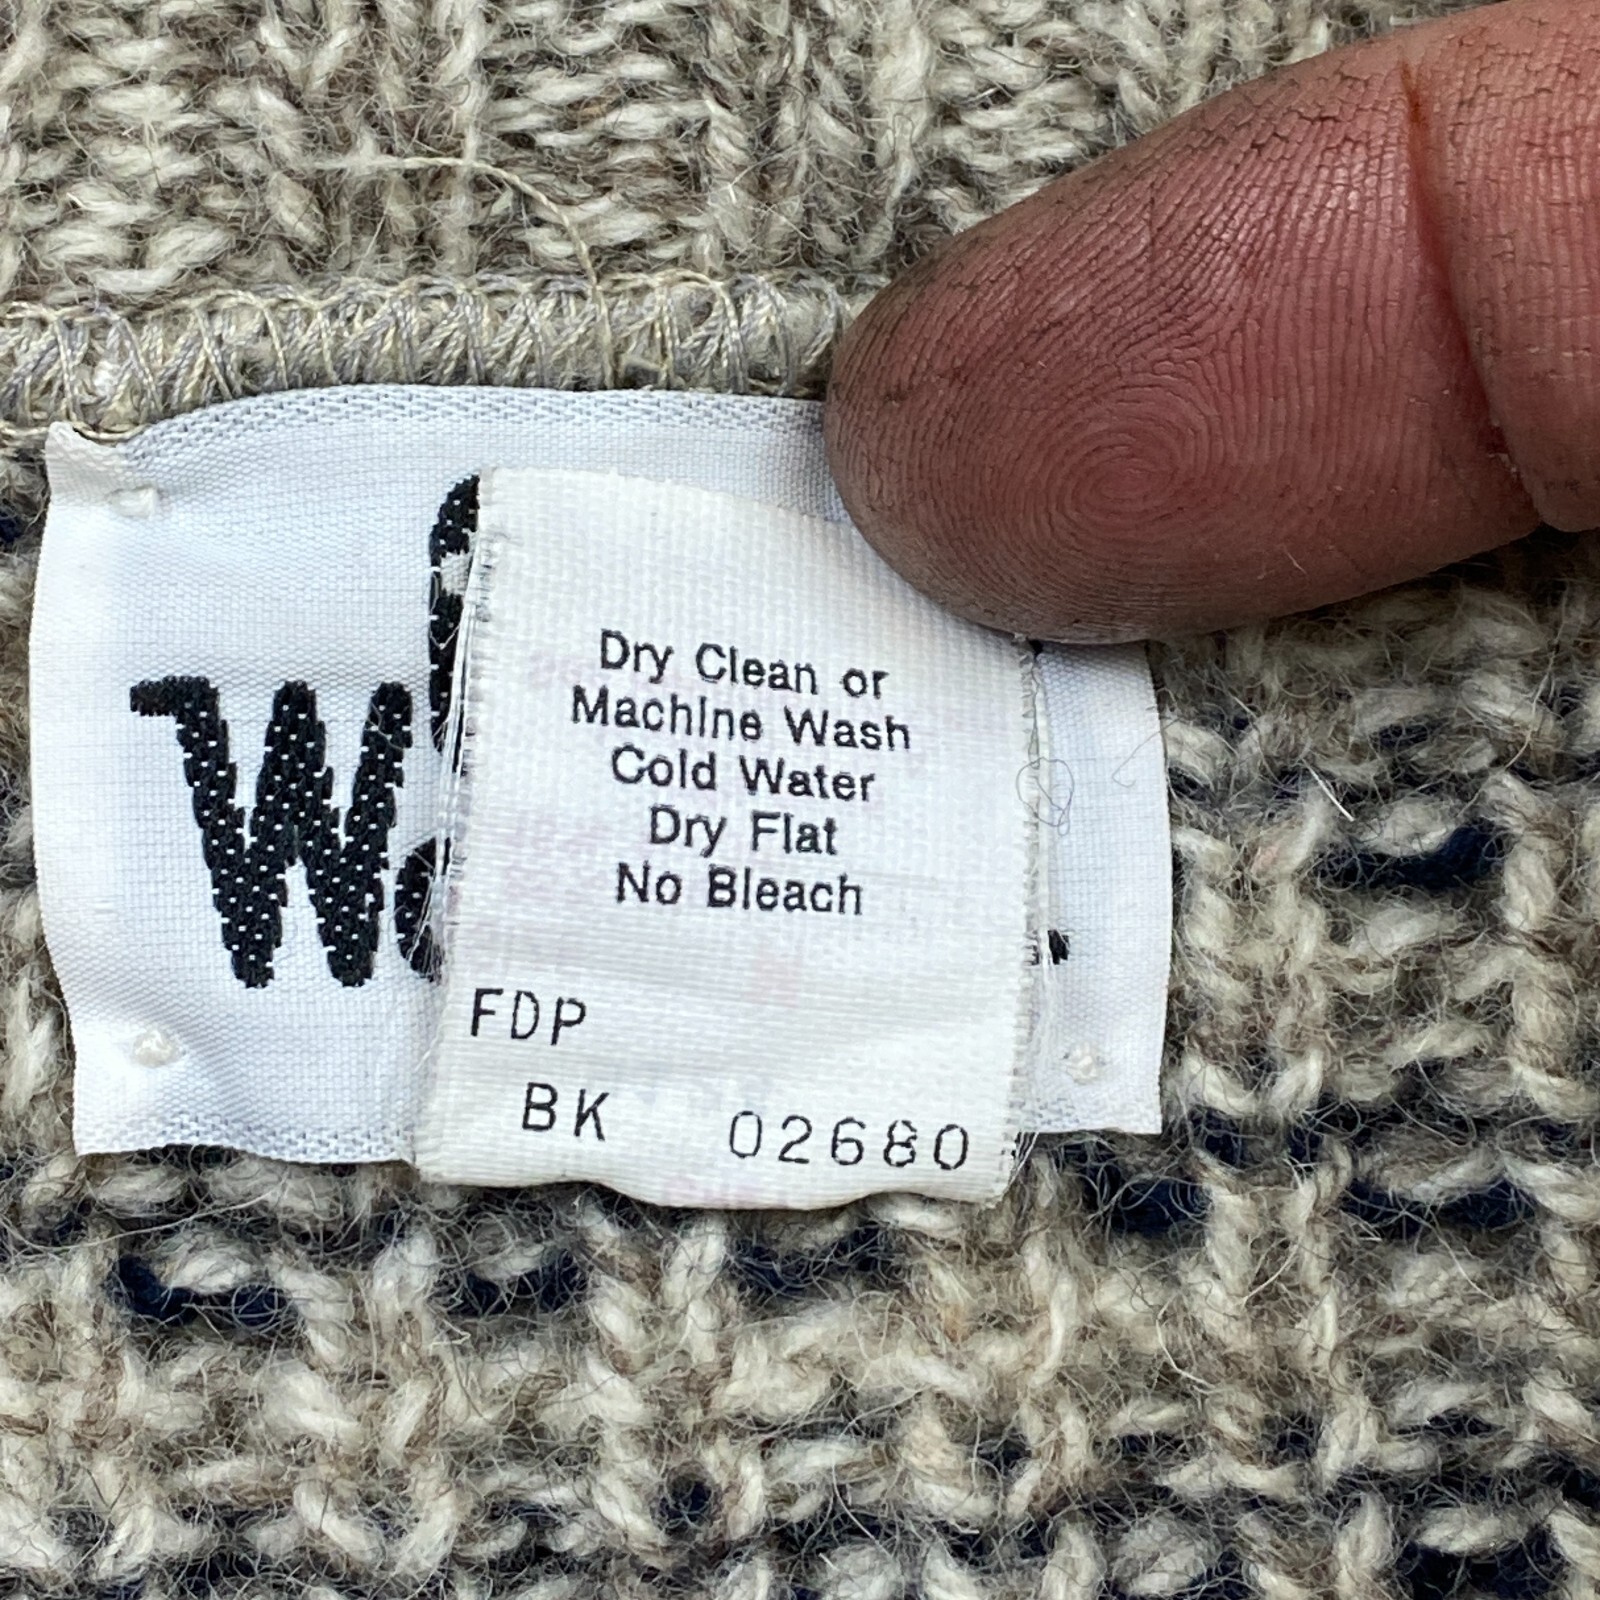 Dry Clean or
Machine Wash
Cold Water
Dry Flat
No Bleach
FDP
BK 02680